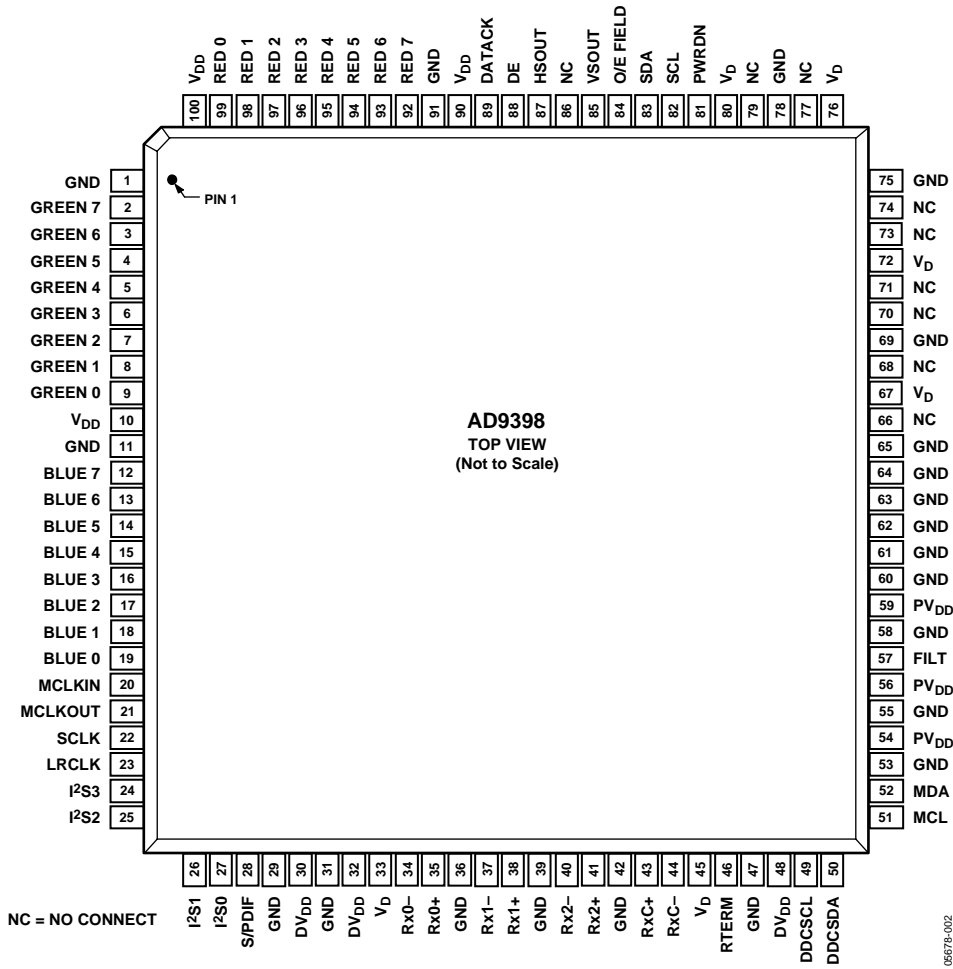 VDD RED 0 RED 1 RED 2 RED 3 RED 4 RED 5 RED 6 RED 7 GND VDD DATACK DE HSOUT NC VSOUT O/E FIELD SDA SCL PWRDN VD NC GND NC VD
100 99 98 97 96 95 94 93 92 91 90 89 88 87 86 85 84 83 82 81 80 79 78 77 76
GND 1
GREEN 7 2
GREEN 6 3
GREEN 5 4
GREEN 4 5
GREEN 3 6
GREEN 2 7
GREEN 1 8
GREEN 0 9
VDD 10
GND 11
BLUE 7 12
BLUE 6 13
BLUE 5 14
BLUE 4 15
BLUE 3 16
BLUE 2 17
BLUE 1 18
BLUE 0 19
MCLKIN 20
MCLKOUT 21
SCLK 22
LRCLK 23
I2S3 24
I2S2 25
PIN 1
AD9398
TOP VIEW
(Not to Scale)
75 GND
74 NC
73 NC
72 VD
71 NC
70 NC
69 GND
68 NC
67 VD
66 NC
65 GND
64 GND
63 GND
62 GND
61 GND
60 GND
59 PVDD
58 GND
57 FILT
56 PVDD
55 GND
54 PVDD
53 GND
52 MDA
51 MCL
26 27 28 29 30 31 32 33 34 35 36 37 38 39 40 41 42 43 44 45 46 47 48 49 50
I2S1 I2S0 S/PDIF GND DVDD GND DVDD VD Rx0– Rx0+ GND Rx1– Rx1+ GND Rx2– Rx2+ GND RxC+ RxC– VD RTERM GND DVDD DDCSCL DDCSDA
NC = NO CONNECT
05678-002